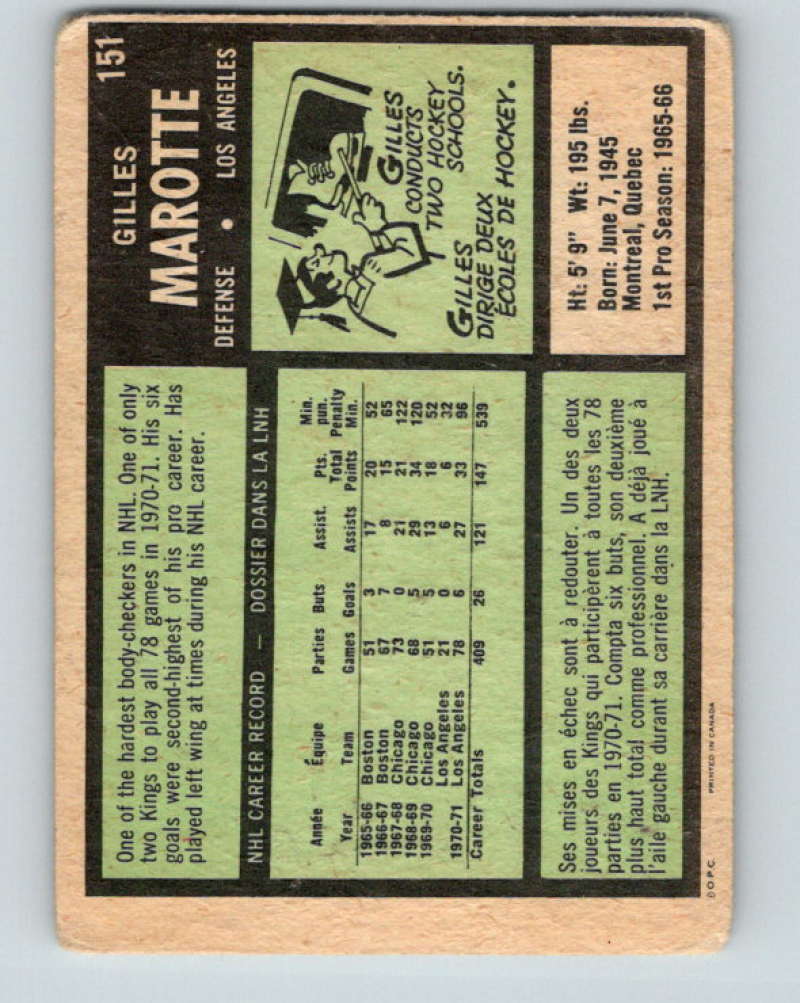 151
GILLES
MAROTTE
DEFENSE • LOS ANGELES
GILLES
CONDUCTS
TWO HOCKEY
SCHOOLS.
GILLES
DIRIGE DEUX
ÉCOLES DE HOCKEY.
Ht: 5' 9" Wt: 195 lbs.
Born: June 7, 1945
Montreal, Quebec
1st Pro Season: 1965-66
One of the hardest body-checkers in NHL. One of only
two Kings to play all 78 games in 1970-71. His six
goals were second-highest of his pro career. Has
played left wing at times during his NHL career.
NHL CAREER RECORD — DOSSIER DANS LA LNH
Min.
Pts. pun.
Année Équipe Parties Buts Assist. Total Penalty
Year Team Games Goals Assists Points Min.
1965-66 Boston 51 3 17 20 52
1966-67 Boston 67 7 8 15 65
1967-68 Chicago 73 0 21 21 122
1968-69 Chicago 68 5 29 34 120
1969-70 Chicago 51 5 13 18 52
Los Angeles 21 0 6 6 32
1970-71 Los Angeles 78 6 27 33 96
Career Totals 409 26 121 147 539
Ses mises en échec sont à redouter. Un des deux
joueurs des Kings qui participèrent à toutes les 78
parties en 1970-71. Compta six buts, son deuxième
plus haut total comme professionnel. A déjà joué à
l'aile gauche durant sa carrière dans la LNH.
© O.P.C. PRINTED IN CANADA